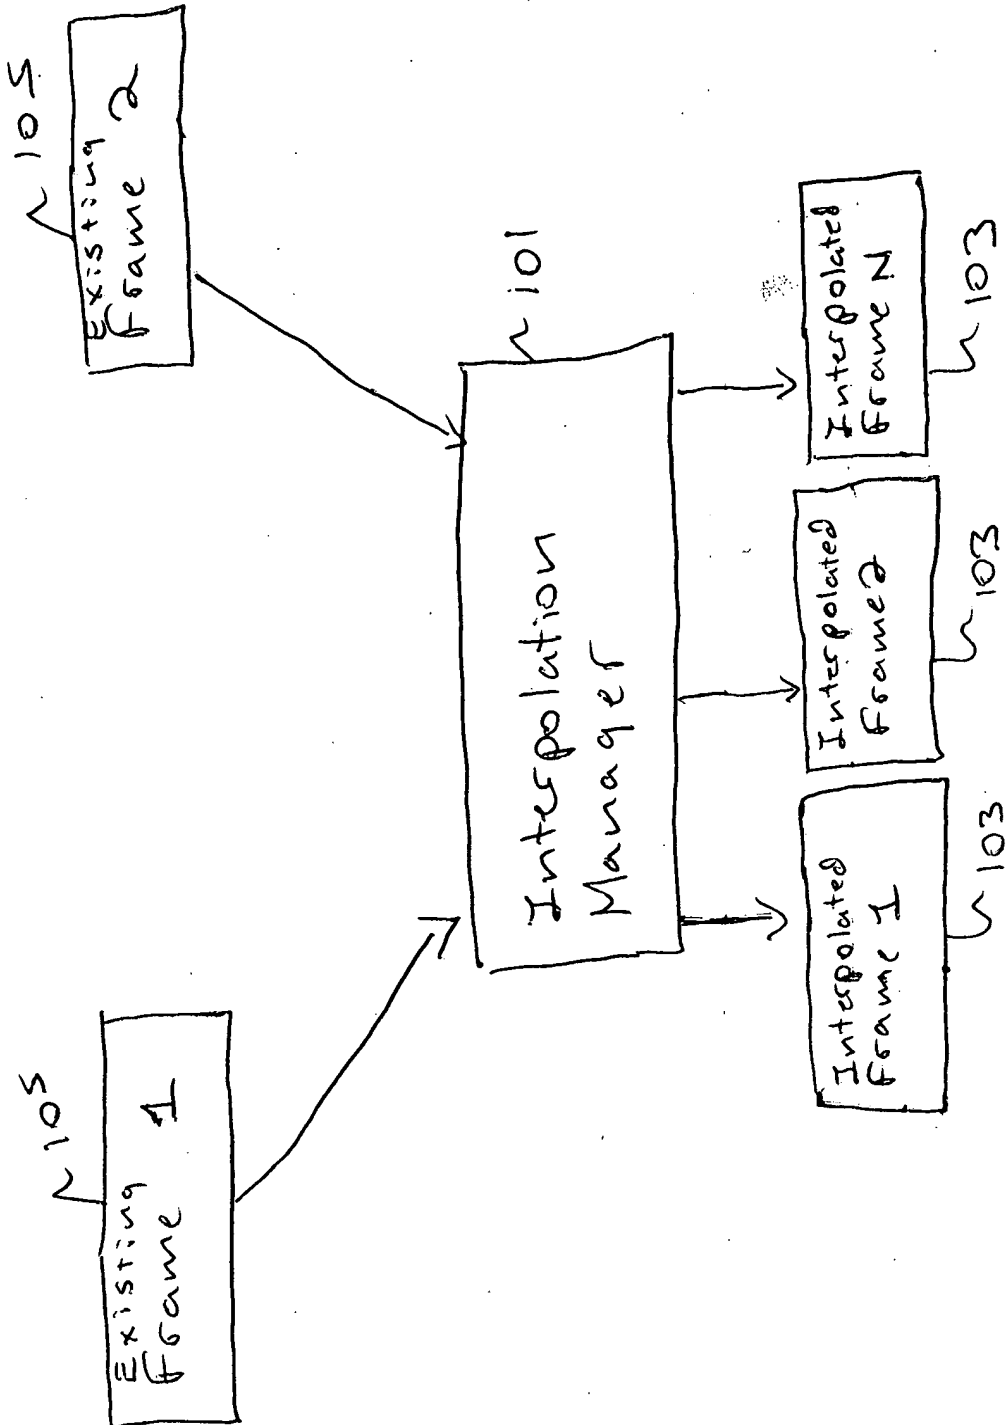 105
Existing
Frame 1
105
Existing
Frame 2
101
Interpolation
Manager
Interpolated
Frame 1
103
Interpolated
Frame 2
103
Interpolated
Frame N
103